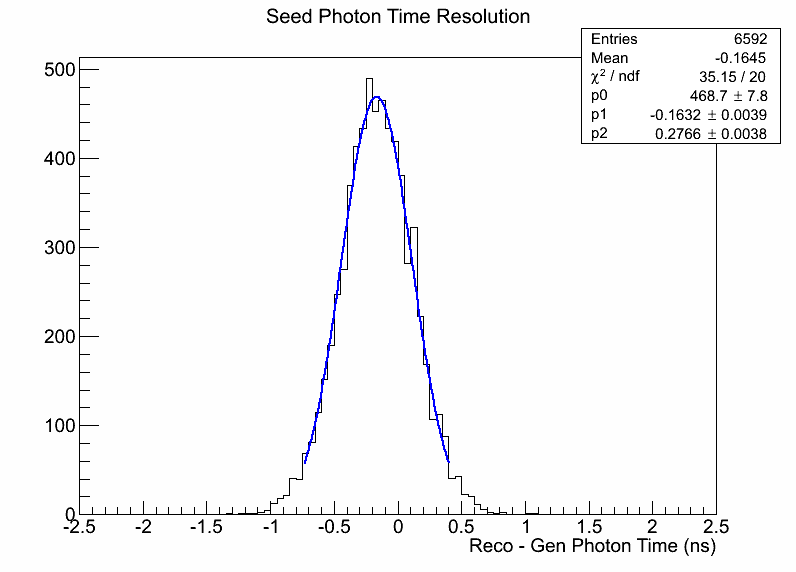 Seed Photon Time Resolution
Entries 6592
Mean -0.1645
χ² / ndf 35.15 / 20
p0 468.7 ± 7.8
p1 -0.1632 ± 0.0039
p2 0.2766 ± 0.0038
500
400
300
200
100
0
-2.5 -2 -1.5 -1 -0.5 0 0.5 1 1.5 2 2.5
Reco - Gen Photon Time (ns)